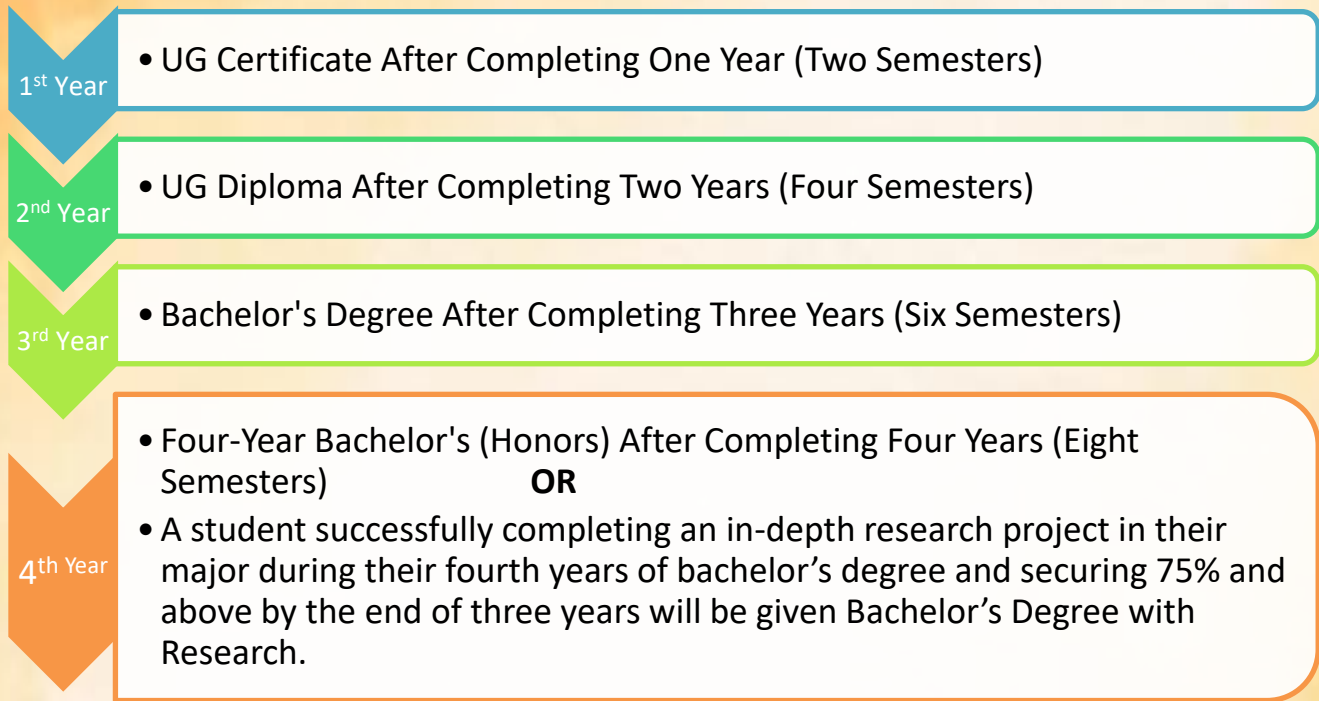 1st Year
• UG Certificate After Completing One Year (Two Semesters)
2nd Year
• UG Diploma After Completing Two Years (Four Semesters)
3rd Year
• Bachelor's Degree After Completing Three Years (Six Semesters)
4th Year
• Four-Year Bachelor's (Honors) After Completing Four Years (Eight
Semesters) OR
• A student successfully completing an in-depth research project in their
major during their fourth years of bachelor’s degree and securing 75% and
above by the end of three years will be given Bachelor’s Degree with
Research.